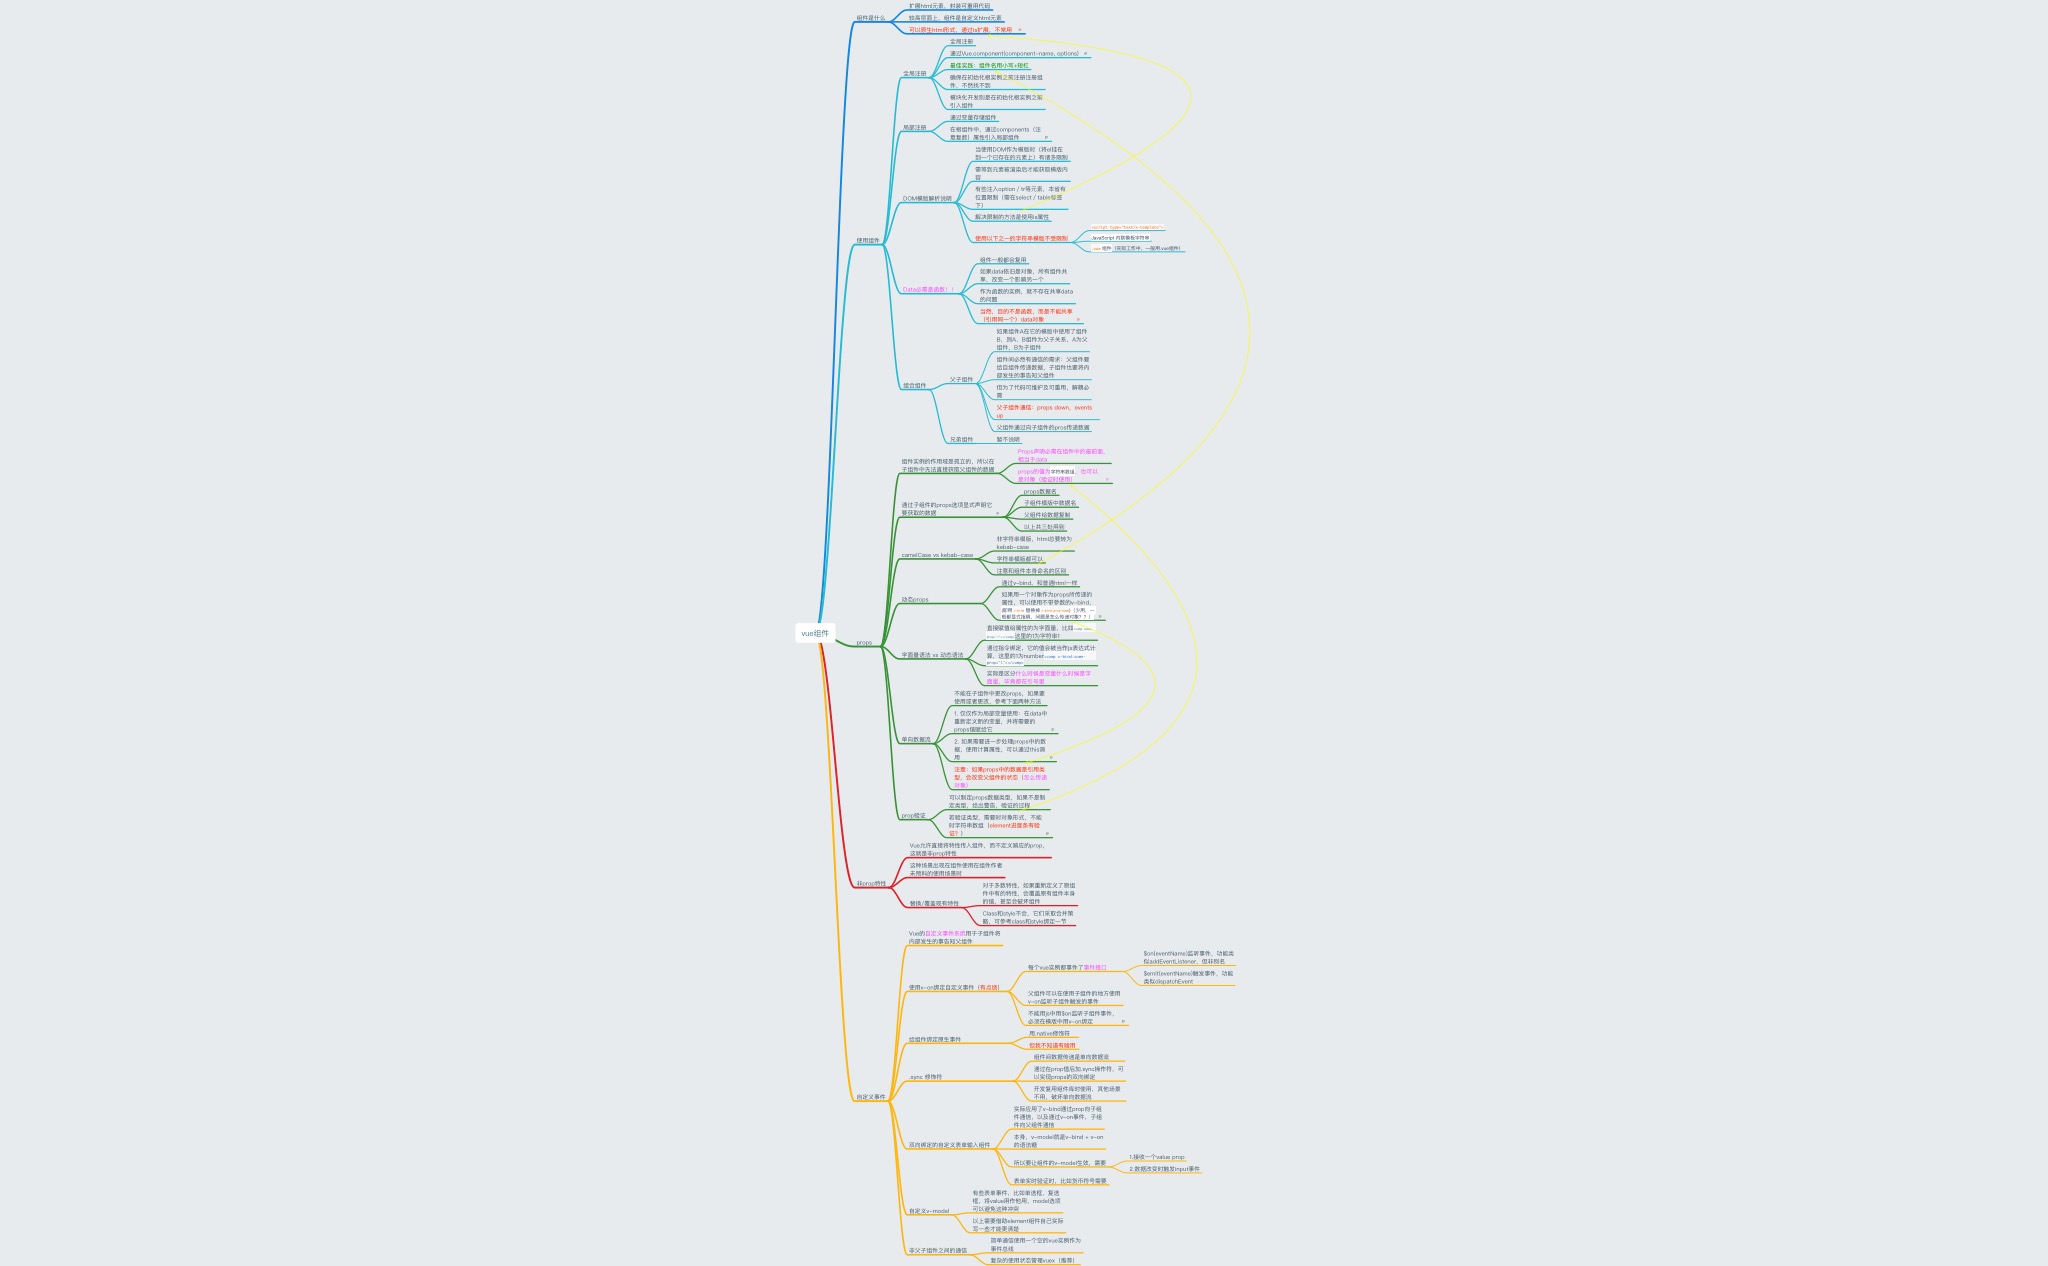 vue组件
组件是什么
扩展html元素，封装可重用代码
较高层面上，组件是自定义html元素
可以原生html形式，通过is扩展，不常用
使用组件
全局注册
全局注册
通过Vue.component(component-name, options)
最佳实践：组件名用小写+短杠
确保在初始化根实例之前注册注册组
件，不然找不到
模块化开发则是在初始化根实例之前
引入组件
局部注册
通过变量存储组件
在根组件中，通过components（注
意复数）属性引入局部组件
DOM模板解析说明
当使用DOM作为模版时（将el挂在
到一个已存在的元素上）有诸多限制
需等到元素被渲染后才能获取模版内
容
有些注入option / tr等元素，本省有
位置限制（需在select / table标签
下）
解决限制的方法是使用is属性
使用以下之一的字符串模板不受限制
<script type="text/x-template">
JavaScript 内联模板字符串
.vue 组件（实际工作中，一般用.vue组件）
Data必需是函数！！
组件一般都会复用
如果data依旧是对象，所有组件共
享，改变一个影响另一个
作为函数的实例，就不存在共享data
的问题
当然，目的不是函数，而是不能共享
（引用同一个）data对象
组合组件
父子组件
如果组件A在它的模板中使用了组件
B，则A、B组件为父子关系，A为父
组件，B为子组件
组件间必然有通信的需求：父组件要
给自组件传递数据，子组件也要将内
部发生的事告知父组件
但为了代码可维护及可重用，解耦必
需
父子组件通信：props down，events
up
父组件通过向子组件的pros传递数据
兄弟组件
暂不说明
props
组件实例的作用域是孤立的，所以在
子组件中无法直接获取父组件的数据
Props声明必需在组件中的最前面，
相当于data
props的值为字符串数组，也可以
是对象（验证时使用）
通过子组件的props选项显式声明它
要获取的数据
props数据名
子组件模版中数据名
父组件给数据复制
以上共三处用到
camelCase vs kebab-case
非字符串模版，html总要转为
kebab-case
字符串模版都可以
注意和组件本身命名的区别
动态props
通过v-bind，和普通html一样
如果用一个对象作为props所传递的
属性，可以使用不带参数的v-bind，
字面量语法 vs 动态语法
直接赋值给属性的为字面量，比如
这里的1为字符串1
通过指令绑定，它的值会被当作js表达式计
算，这里的1为number
实际是区分什么时候是变量什么时候是字
面量，毕竟都在引号里
单向数据流
不能在子组件中更改props，如果要
使用或者更改，参考下面两种方法
1. 仅仅作为局部变量使用：在data中
重新定义新的变量，并将需要的
props值赋给它
2. 如果需要进一步处理props中的数
据，使用计算属性，可以通过this调
用
注意：如果props中的数据是引用类
型，会改变父组件的状态（怎么传递
对象）
prop验证
可以制定props数据类型，如果不是制
定类型，给出警告，验证的过程
若验证类型，需要时对象形式，不能
时字符串数组（element进度条有验
证？）
非prop特性
Vue允许直接将特性传入组件，而不定义响应的prop，
这就是非prop特性
这种场景出现在组件使用在组件作者
未预料的使用场景时
替换/覆盖现有特性
对于多数特性，如果重新定义了原组
件中有的特性，会覆盖原有组件本身
的值，甚至会破坏组件
Class和style不会，它们采取合并策
略，可参考class和style绑定一节
自定义事件
Vue的自定义事件系统用于子组件将
内部发生的事告知父组件
使用v-on绑定自定义事件（有点绕）
每个vue实例都事件了事件接口
$on(eventName)监听事件，功能类
似addEventListener，但非别名
$emit(eventName)触发事件，功能
类似dispatchEvent
父组件可以在使用子组件的地方使用
v-on监听子组件触发的事件
不能用js中用$on监听子组件事件，
必须在模版中用v-on绑定
给组件绑定原生事件
用.native修饰符
但我不知道有啥用
.sync 修饰符
组件间数据传递是单向数据流
通过在prop值后加.sync操作符，可
以实现props的双向绑定
开发复用组件库时使用，其他场景
不用，破坏单向数据流
双向绑定的自定义表单输入组件
实际应用了v-bind通过prop向子组
件通信，以及通过v-on事件，子组
件向父组件通信
本身，v-model就是v-bind + v-on
的语法糖
所以要让组件的v-model生效，需要
1.接收一个value prop
2.数据改变时触发input事件
表单实时验证时，比如货币符号需要
自定义v-model
有些表单事件，比如单选框，复选
框，将value用作他用，model选项
可以避免这种冲突
以上需要借助element组件自己实际
写一些才能更清楚
非父子组件之间的通信
简单通信使用一个空的vue实例作为
事件总线
复杂的使用状态管理vuex（推荐）